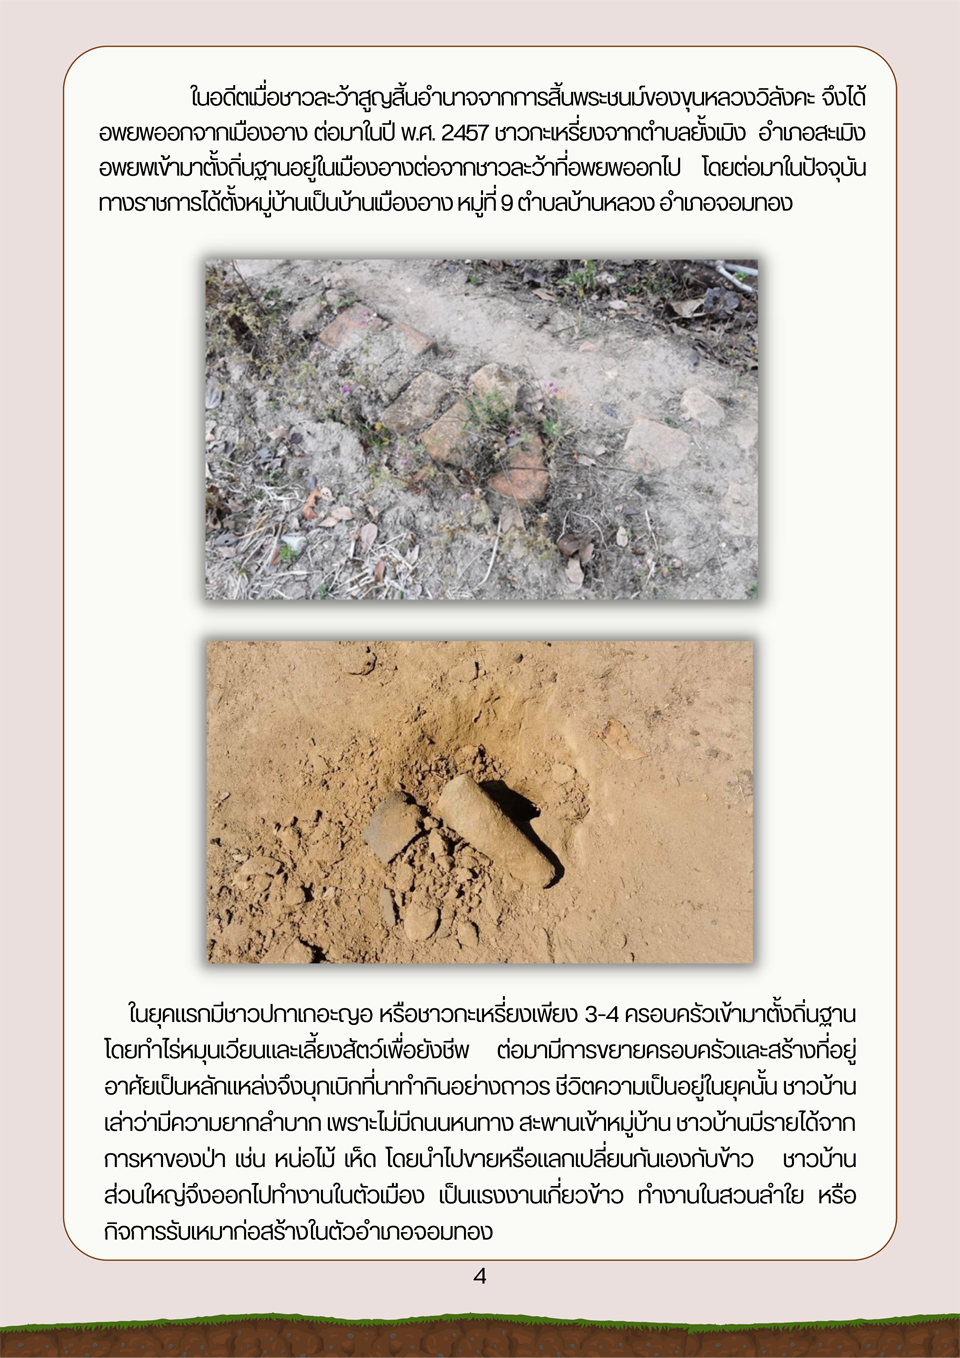 ในอดีตเมื่อชาวละว้าสูญสิ้นอำนาจจากการสิ้นพระชนม์ของขุนหลวงวิลังคะ จึงได้
อพยพออกจากเมืองอาง ต่อมาในปี พ.ศ. 2457 ชาวกะเหรี่ยงจากตำบลยั้งเมิง อำเภอสะเมิง
อพยพเข้ามาตั้งถิ่นฐานอยู่ในเมืองอางต่อจากชาวละว้าที่อพยพออกไป โดยต่อมาในปัจจุบัน
ทางราชการได้ตั้งหมู่บ้านเป็นบ้านเมืองอาง หมู่ที่ 9 ตำบลบ้านหลวง อำเภอจอมทอง
ในยุคแรกมีชาวปกาเกอะญอ หรือชาวกะเหรี่ยงเพียง 3-4 ครอบครัวเข้ามาตั้งถิ่นฐาน
โดยทำไร่หมุนเวียนและเลี้ยงสัตว์เพื่อยังชีพ ต่อมามีการขยายครอบครัวและสร้างที่อยู่
อาศัยเป็นหลักแหล่งจึงบุกเบิกที่นาทำกินอย่างถาวร ชีวิตความเป็นอยู่ในยุคนั้น ชาวบ้าน
เล่าว่ามีความยากลำบาก เพราะไม่มีถนนหนทาง สะพานเข้าหมู่บ้าน ชาวบ้านมีรายได้จาก
การหาของป่า เช่น หน่อไม้ เห็ด โดยนำไปขายหรือแลกเปลี่ยนกันเองกับข้าว ชาวบ้าน
ส่วนใหญ่จึงออกไปทำงานในตัวเมือง เป็นแรงงานเกี่ยวข้าว ทำงานในสวนลำใย หรือ
กิจการรับเหมาก่อสร้างในตัวอำเภอจอมทอง
4